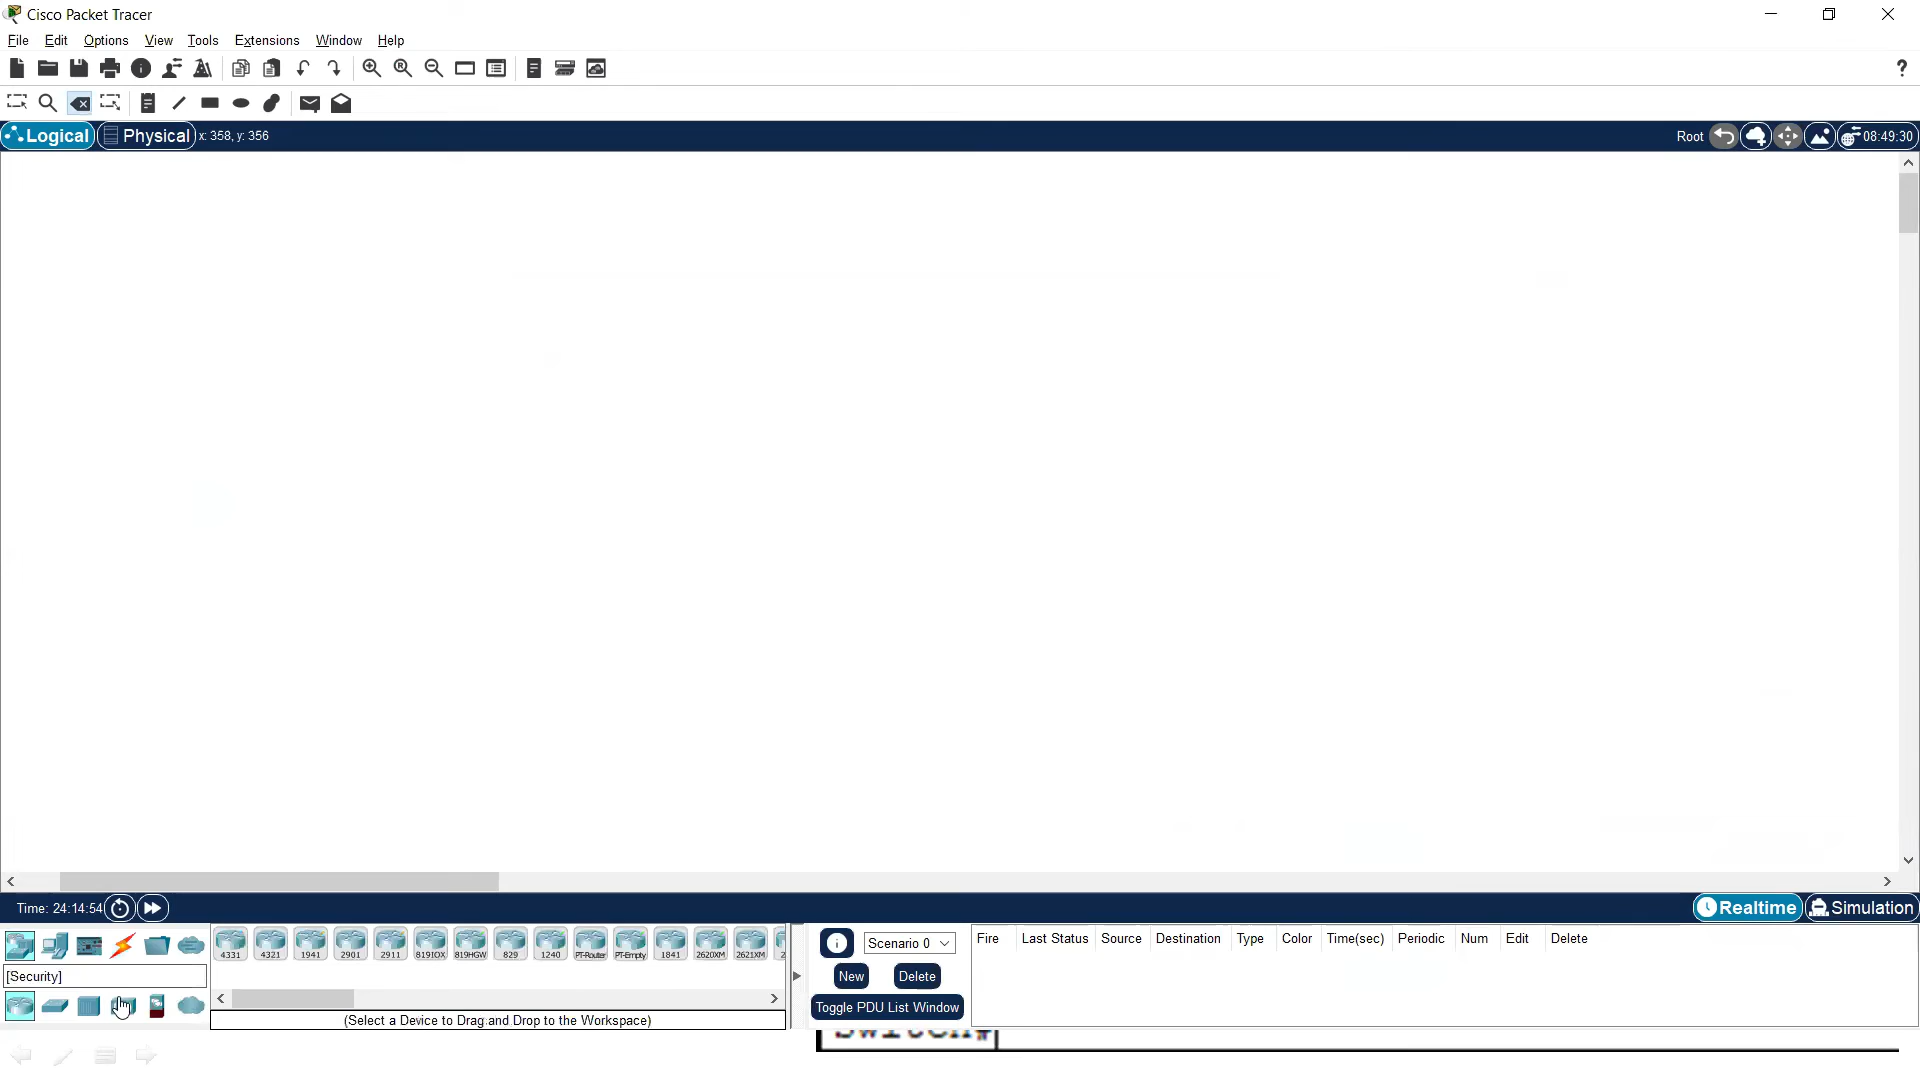 Cisco Packet Tracer
File Edit Options View Tools Extensions Window Help
?
Logical Physical x: 358, y: 356 Root 08:49:30
Time: 24:14:54 Realtime Simulation
4331 4321 1941 2901 2911 819IOX 819HGW 829 1240 PT-Router PT-Empty 1841 2620XM 2621XM 2
[Security]
(Select a Device to Drag and Drop to the Workspace)
Scenario 0
New Delete
Toggle PDU List Window
Fire Last Status Source Destination Type Color Time(sec) Periodic Num Edit Delete
Switch#